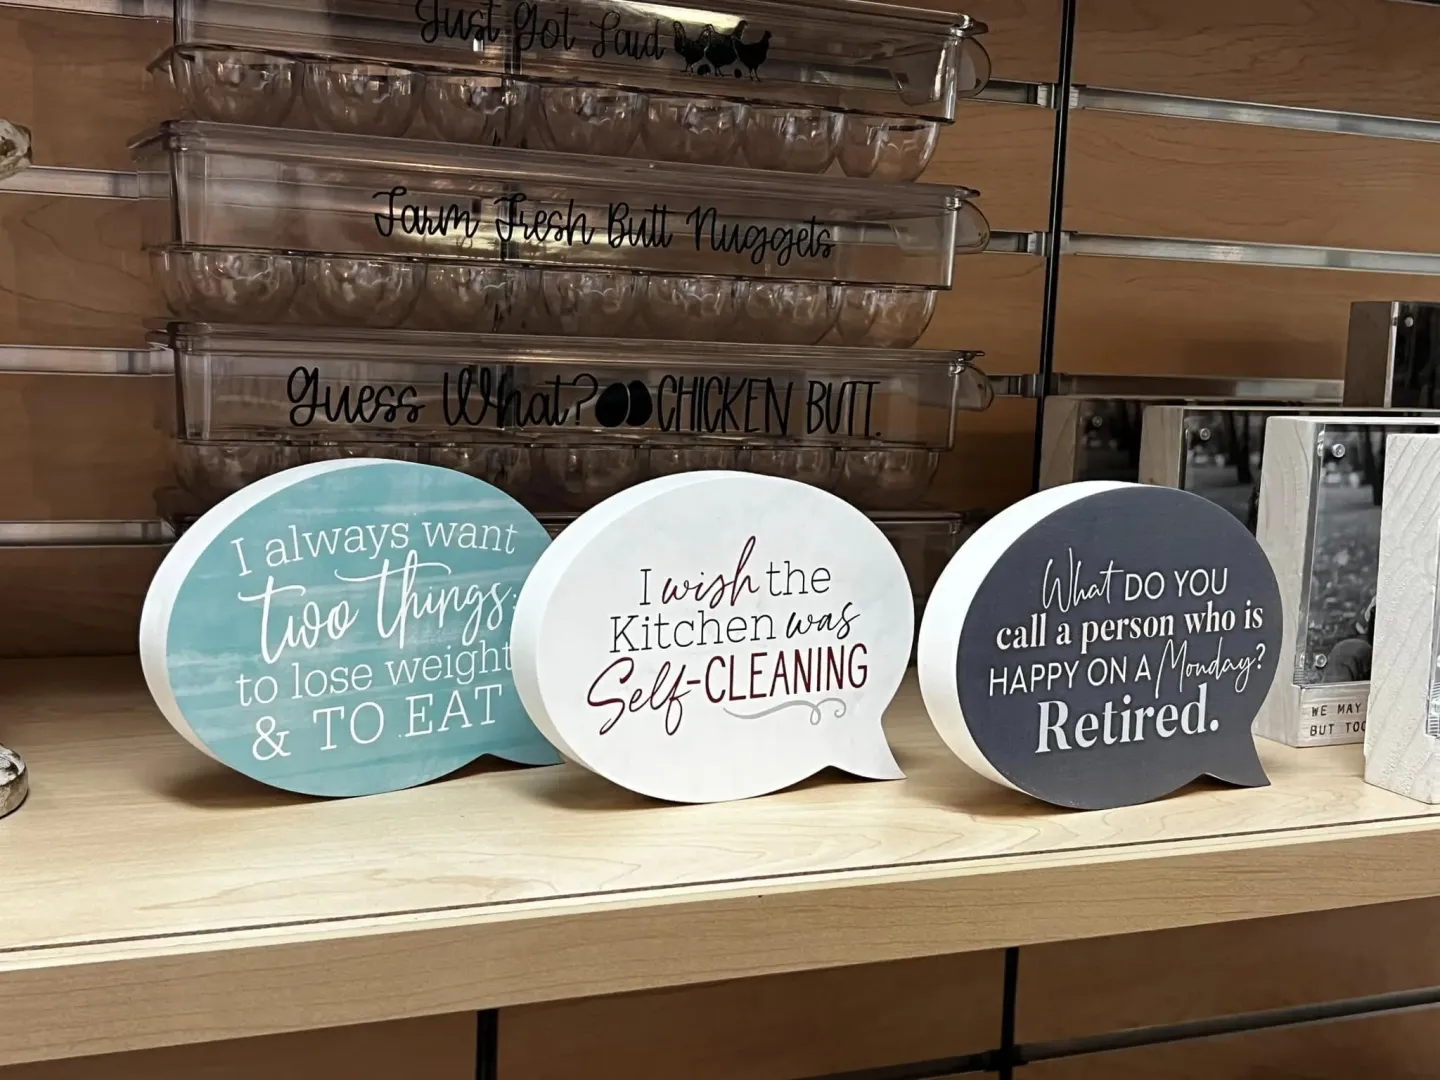 Just Got Laid
Farm Fresh Butt Nuggets
Guess What? CHICKEN BUTT.
I always want
two things:
to lose weight
& TO EAT
I wish the
Kitchen was
Self-CLEANING
What DO YOU
call a person who is
HAPPY ON A Monday?
Retired.
WE MAY
BUT TOO